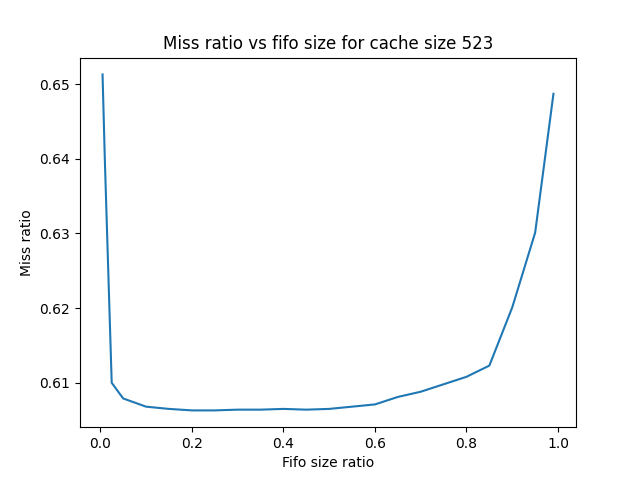 Miss ratio vs fifo size for cache size 523
0.65
0.64
0.63
0.62
0.61
Miss ratio
0.0 0.2 0.4 0.6 0.8 1.0
Fifo size ratio